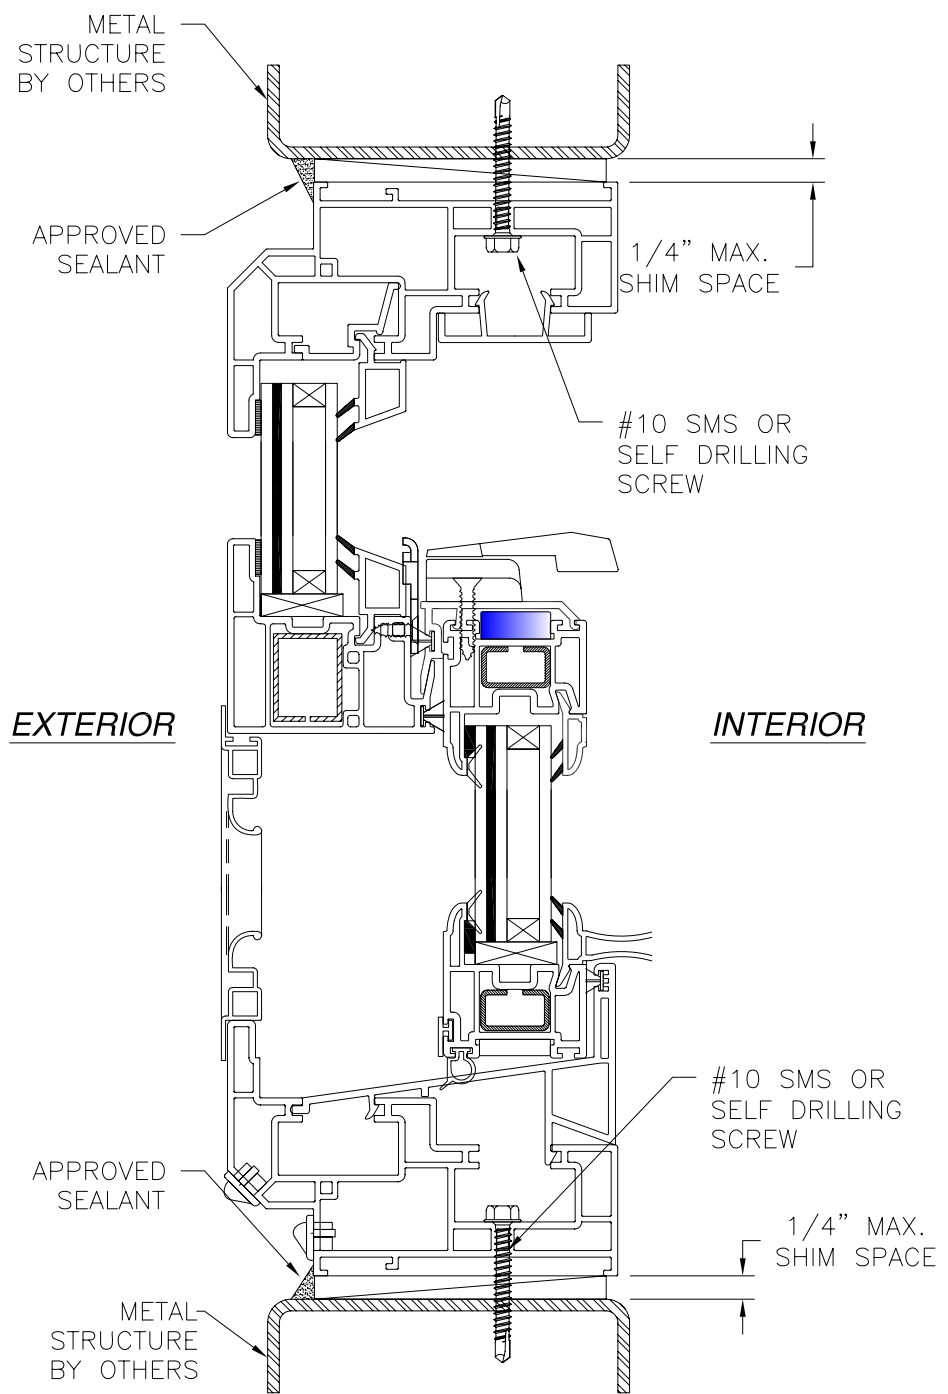 METAL
STRUCTURE
BY OTHERS
APPROVED
SEALANT
1/4” MAX.
SHIM SPACE
#10 SMS OR
SELF DRILLING
SCREW
EXTERIOR
INTERIOR
#10 SMS OR
SELF DRILLING
SCREW
APPROVED
SEALANT
1/4” MAX.
SHIM SPACE
METAL
STRUCTURE
BY OTHERS